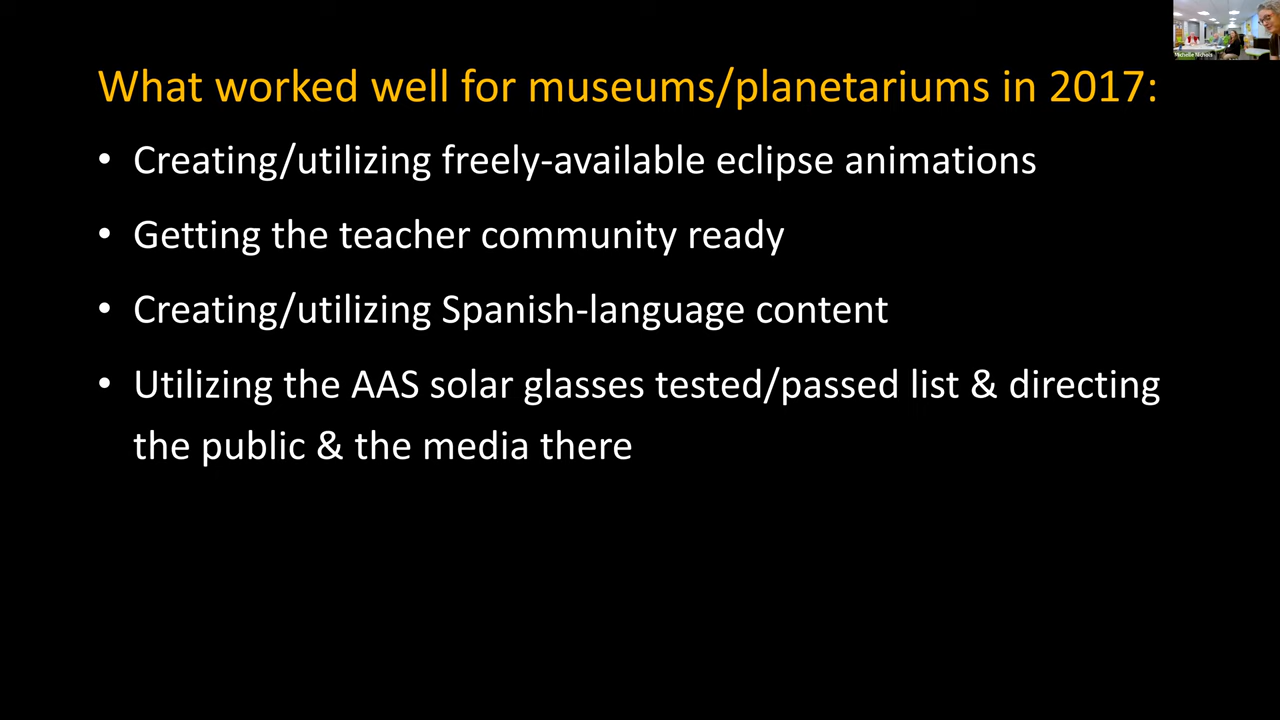 Michelle Nichols
What worked well for museums/planetariums in 2017:
• Creating/utilizing freely-available eclipse animations
• Getting the teacher community ready
• Creating/utilizing Spanish-language content
• Utilizing the AAS solar glasses tested/passed list & directing
the public & the media there